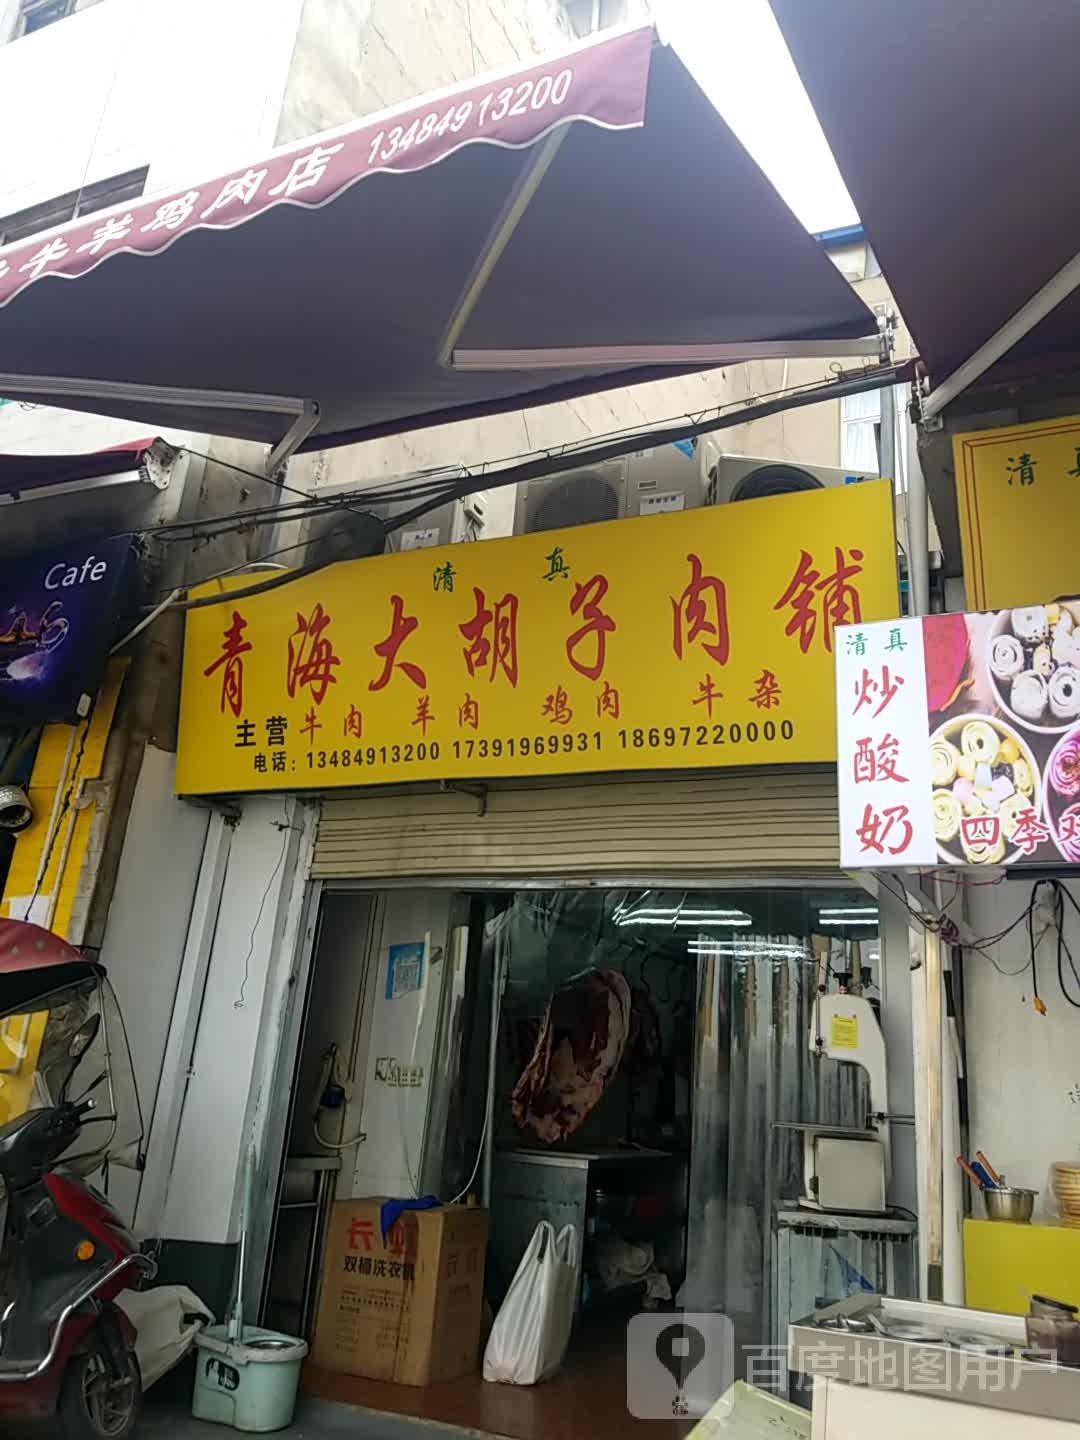 牛羊鸡肉店 13484913200
Cafe
清真
青海大胡子肉铺
主营 牛肉 羊肉 鸡肉 牛杂
电话：13484913200 17391969931 18697220000
清真
清真
炒酸奶
四季
双桶洗衣机
百度地图用户